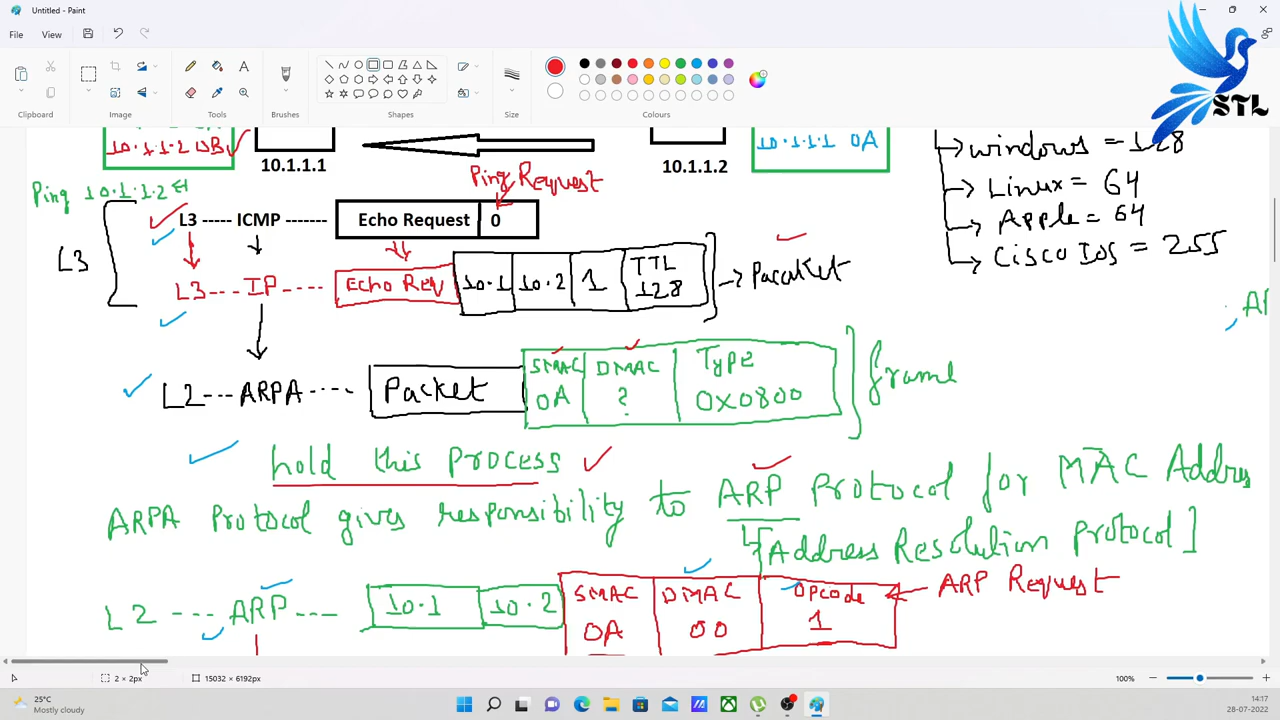 Untitled - Paint
File View
Clipboard Image Tools Brushes Shapes Size Colours
STL
10.1.1.2 0B
10.1.1.1
10.1.1.2
10.1.1.1 0A
windows = 128
Linux = 64
Apple = 64
Cisco IOS = 255
Ping Request
Ping 10.1.1.2
L3 ----- ICMP ------- Echo Request 0
L3
L3--- IP ---- Echo Req 10.1 10.2 1 TTL 128 Pacatket
L2---ARPA---- Packet SMAC 0A DMAC ? Type 0X0800 frame
hold this process
ARPA Protocol gives responsibility to ARP Protocol for MAC Address
[Address Resolution Protocol]
L2 --- ARP --- 10.1 10.2 SMAC 0A DMAC 00 opcode 1 ARP Request
2 × 2px 15032 × 6192px 100%
25°C
Mostly cloudy
14:17
28-07-2022